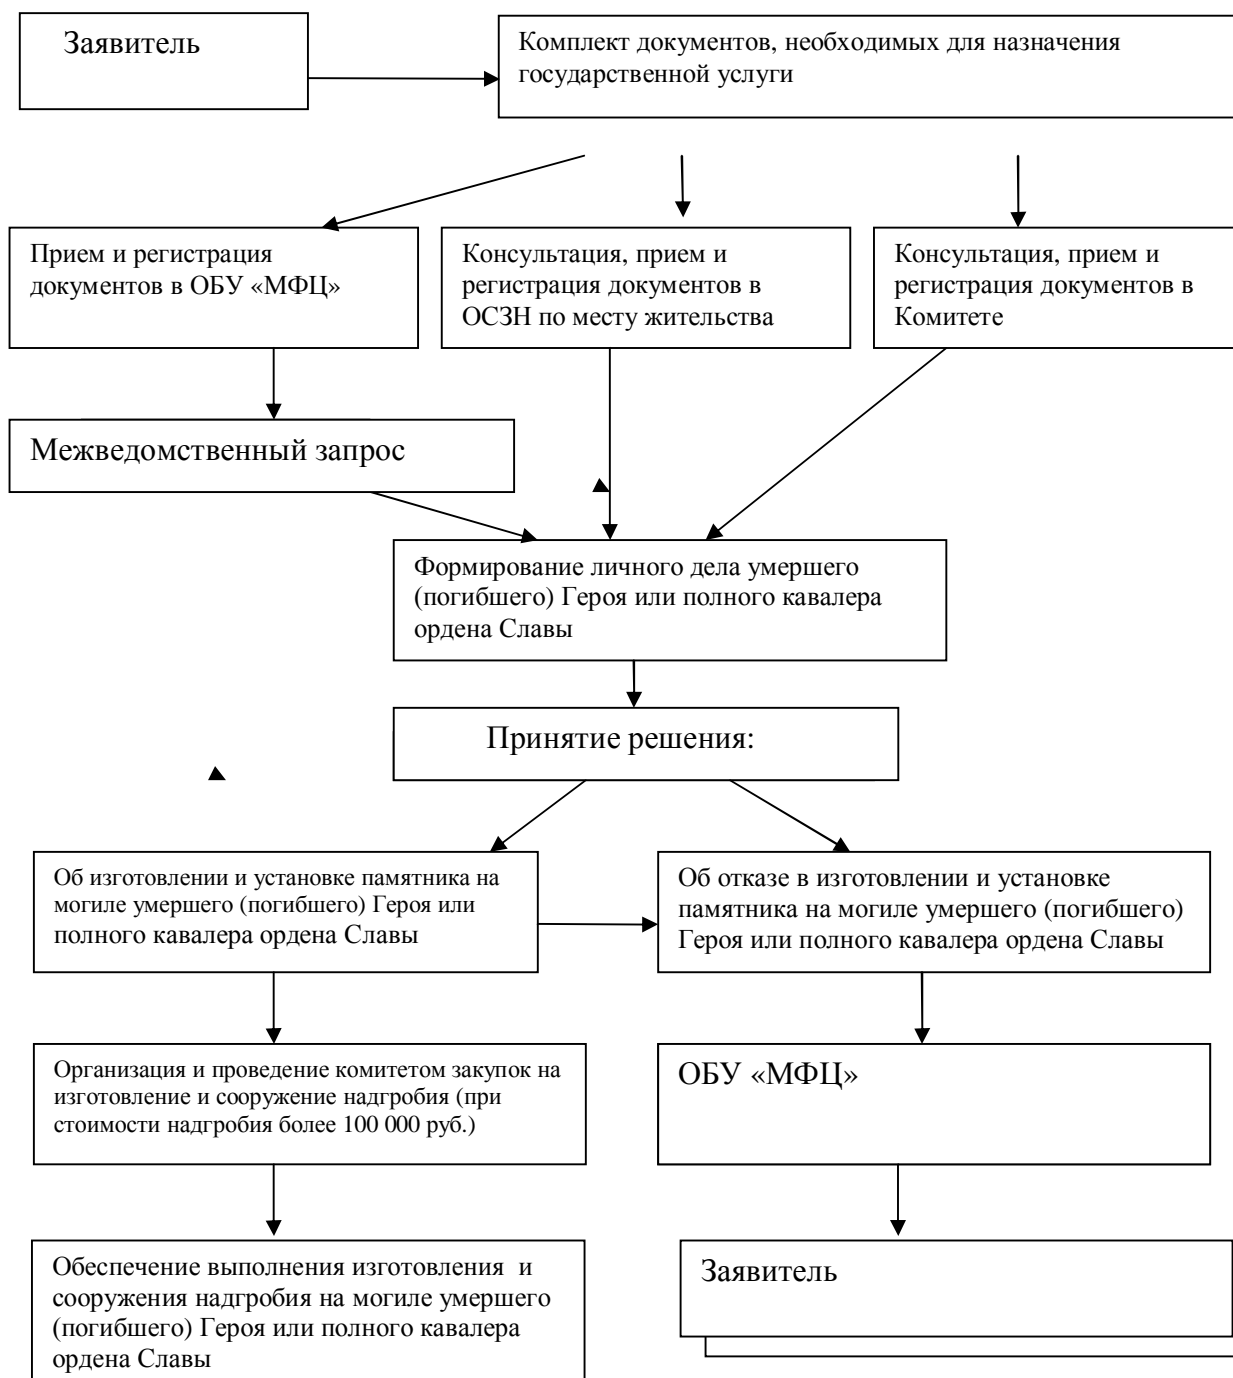 Заявитель
Комплект документов, необходимых для назначения
государственной услуги
Прием и регистрация
документов в ОБУ «МФЦ»
Консультация, прием и
регистрация документов в
ОСЗН по месту жительства
Консультация, прием и
регистрация документов в
Комитете
Межведомственный запрос
Формирование личного дела умершего
(погибшего) Героя или полного кавалера
ордена Славы
Принятие решения:
Об изготовлении и установке памятника на
могиле умершего (погибшего) Героя или
полного кавалера ордена Славы
Об отказе в изготовлении и установке
памятника на могиле умершего (погибшего)
Героя или полного кавалера ордена Славы
Организация и проведение комитетом закупок на
изготовление и сооружение надгробия (при
стоимости надгробия более 100 000 руб.)
ОБУ «МФЦ»
Обеспечение выполнения изготовления и
сооружения надгробия на могиле умершего
(погибшего) Героя или полного кавалера
ордена Славы
Заявитель